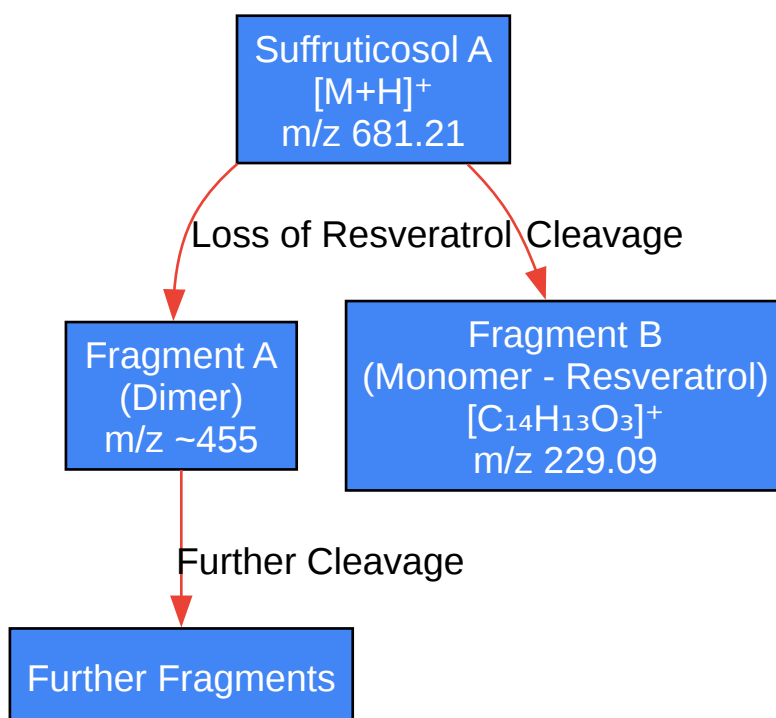 Suffruticosol A
[M+H]⁺
m/z 681.21
Loss of Resveratrol
Cleavage
Fragment A
(Dimer)
m/z ~455
Fragment B
(Monomer - Resveratrol)
[C₁₄H₁₃O₃]⁺
m/z 229.09
Further Cleavage
Further Fragments